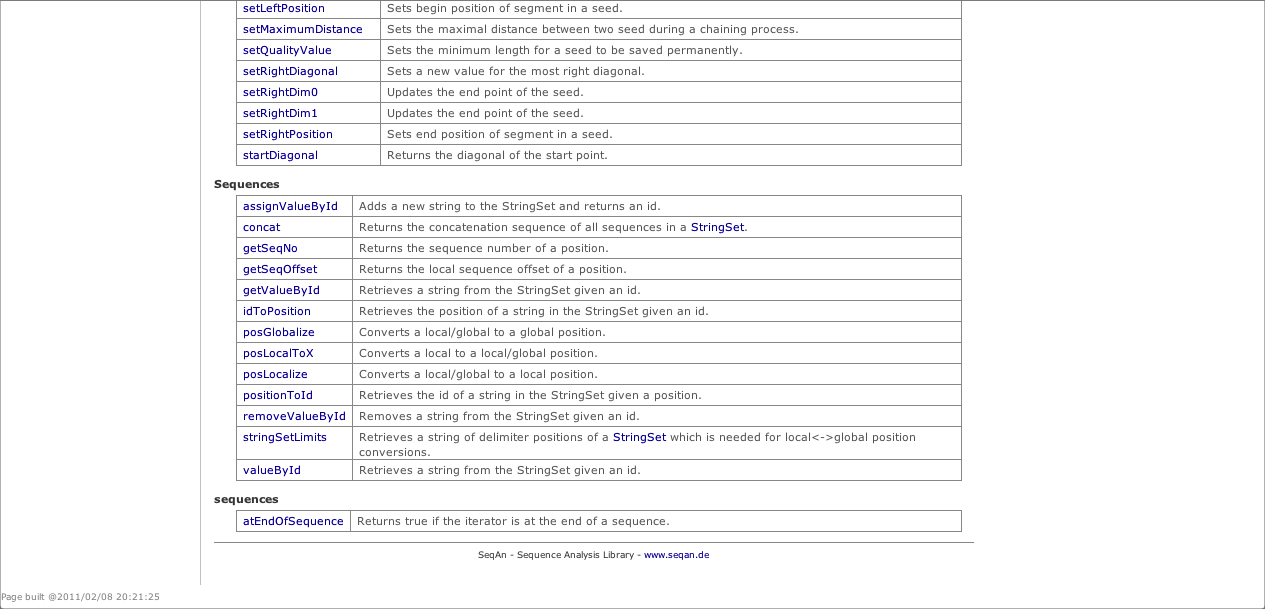 setLeftPosition Sets begin position of segment in a seed.
setMaximumDistance Sets the maximal distance between two seed during a chaining process.
setQualityValue Sets the minimum length for a seed to be saved permanently.
setRightDiagonal Sets a new value for the most right diagonal.
setRightDim0 Updates the end point of the seed.
setRightDim1 Updates the end point of the seed.
setRightPosition Sets end position of segment in a seed.
startDiagonal Returns the diagonal of the start point.
Sequences
assignValueById Adds a new string to the StringSet and returns an id.
concat Returns the concatenation sequence of all sequences in a StringSet.
getSeqNo Returns the sequence number of a position.
getSeqOffset Returns the local sequence offset of a position.
getValueById Retrieves a string from the StringSet given an id.
idToPosition Retrieves the position of a string in the StringSet given an id.
posGlobalize Converts a local/global to a global position.
posLocalToX Converts a local to a local/global position.
posLocalize Converts a local/global to a local position.
positionToId Retrieves the id of a string in the StringSet given a position.
removeValueById Removes a string from the StringSet given an id.
stringSetLimits Retrieves a string of delimiter positions of a StringSet which is needed for local<->global position
conversions.
valueById Retrieves a string from the StringSet given an id.
sequences
atEndOfSequence Returns true if the iterator is at the end of a sequence.
SeqAn - Sequence Analysis Library - www.seqan.de
Page built @2011/02/08 20:21:25